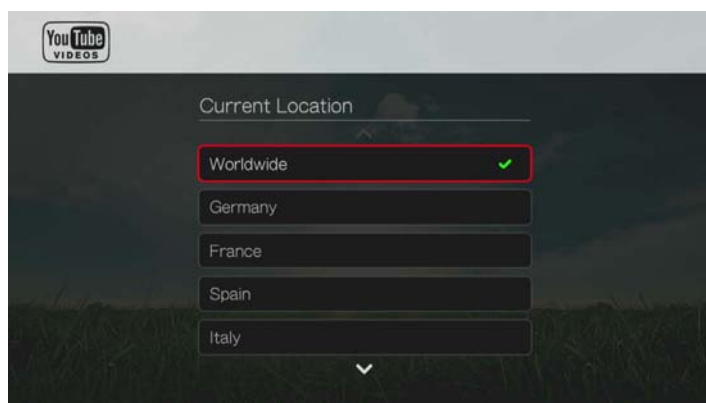 You Tube
VIDEOS
Current Location
Worldwide
Germany
France
Spain
Italy